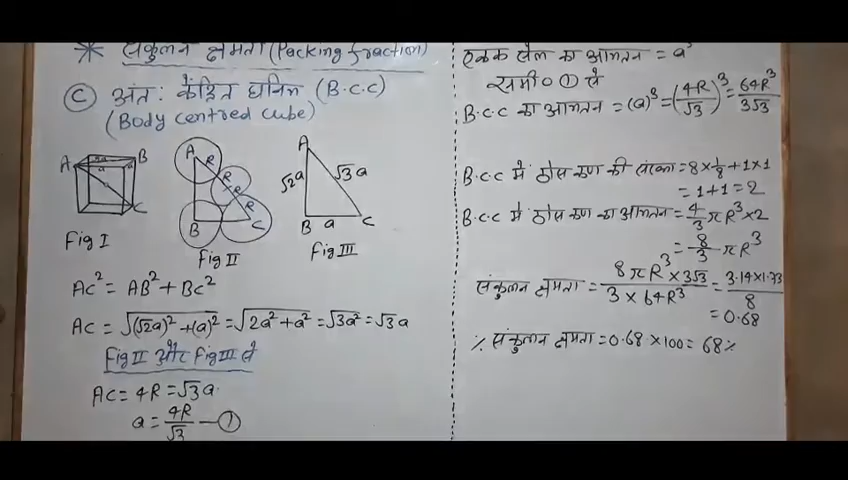 * संकुलन क्षमता (Packing fraction)
C अंत: केंद्रित घनिल (B.C.C)
(Body centred cube)
A B C a √2a
Fig I
A R R R R B C
Fig II
A √2a √3a B a C
Fig III
AC² = AB² + BC²
AC = √(√2a)² + (a)² = √2a² + a² = √3a² = √3a
Fig II और Fig III से
AC = 4R = √3a
a = 4R/√3 — ①
एकक सेल का आयतन = a³
समी० ① से
B.C.C का आयतन = (a)³ = (4R/√3)³ = 64R³/3√3
B.C.C में ठोस कण की संख्या = 8 × 1/8 + 1 × 1
= 1 + 1 = 2
B.C.C में ठोस कण का आयतन = 4/3 πR³ × 2
= 8/3 πR³
संकुलन क्षमता = 8πR³ × 3√3 / 3 × 64R³ = 3.14 × 1.73 / 8
= 0.68
% संकुलन क्षमता = 0.68 × 100 = 68%